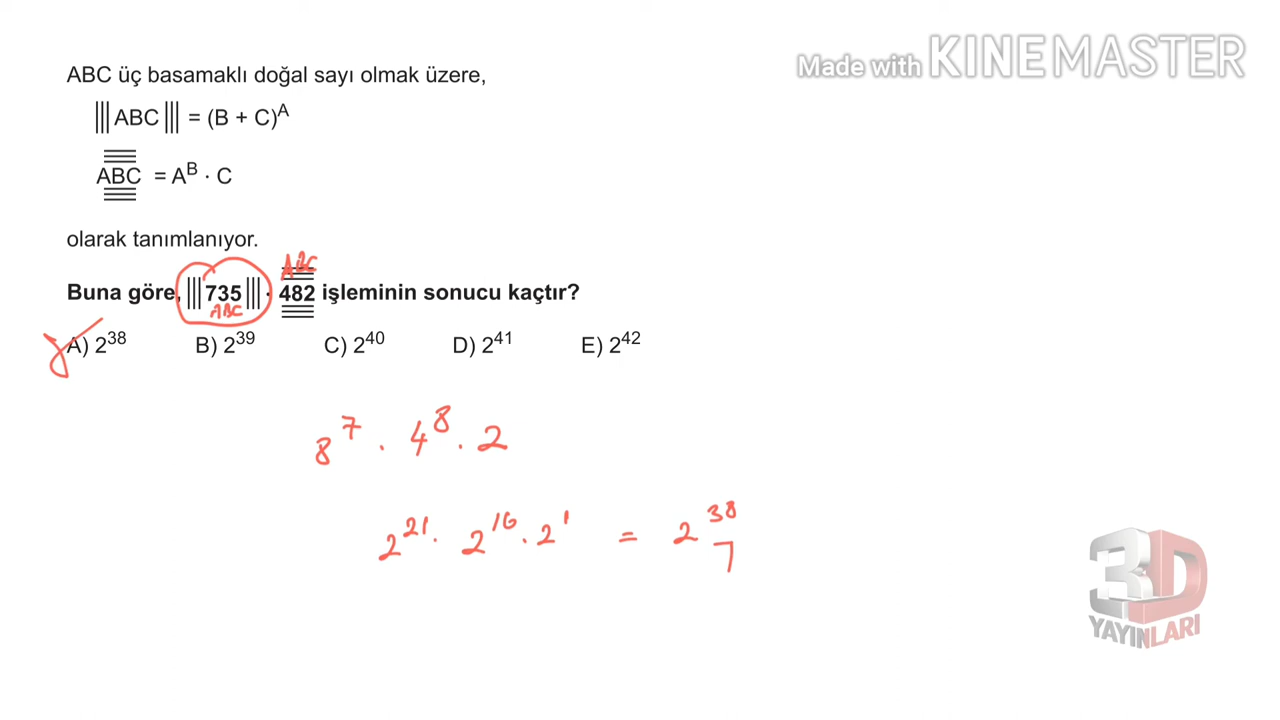 Made with KINEMASTER
ABC üç basamaklı doğal sayı olmak üzere,
|||ABC||| = (B + C)^A
ABC = A^B · C
olarak tanımlanıyor.
ABC
Buna göre, |||735||| · 482 işleminin sonucu kaçtır?
ABC
A) 2^38 B) 2^39 C) 2^40 D) 2^41 E) 2^42
8^7 · 4^8 · 2
2^21 · 2^16 · 2^1 = 2^38
7
3D
YAYINLARI